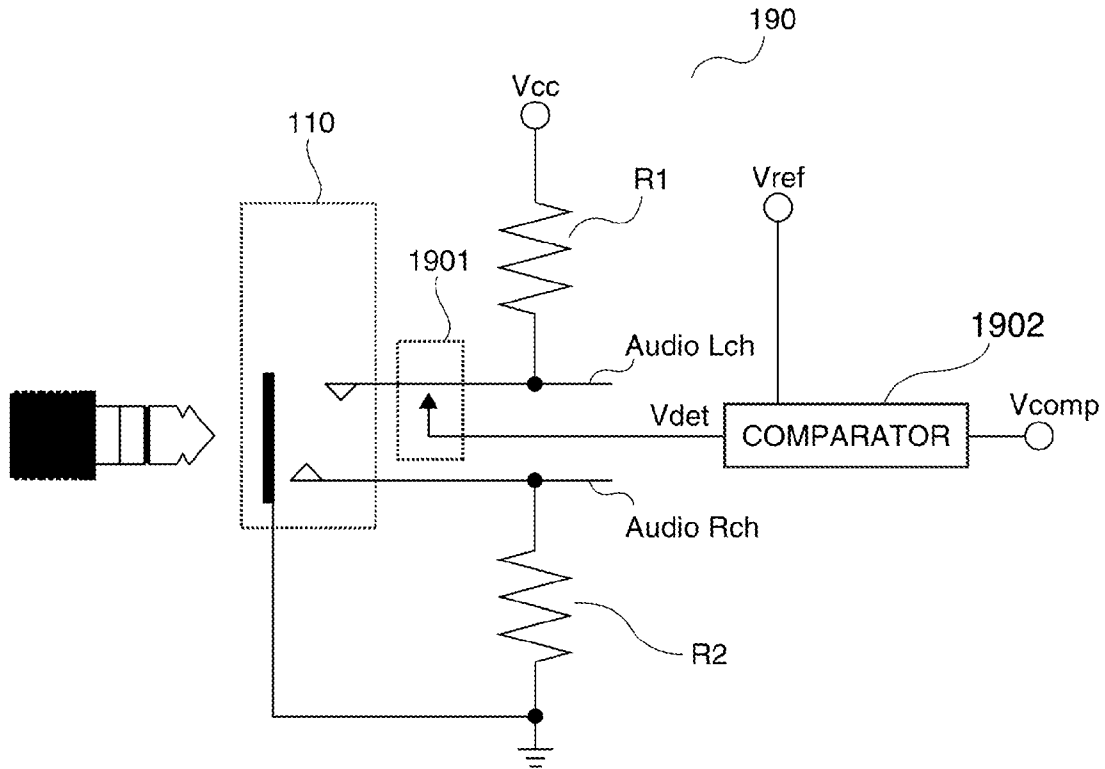 190
Vcc
110
R1
Vref
1901
1902
Audio Lch
Vdet
COMPARATOR
Vcomp
Audio Rch
R2